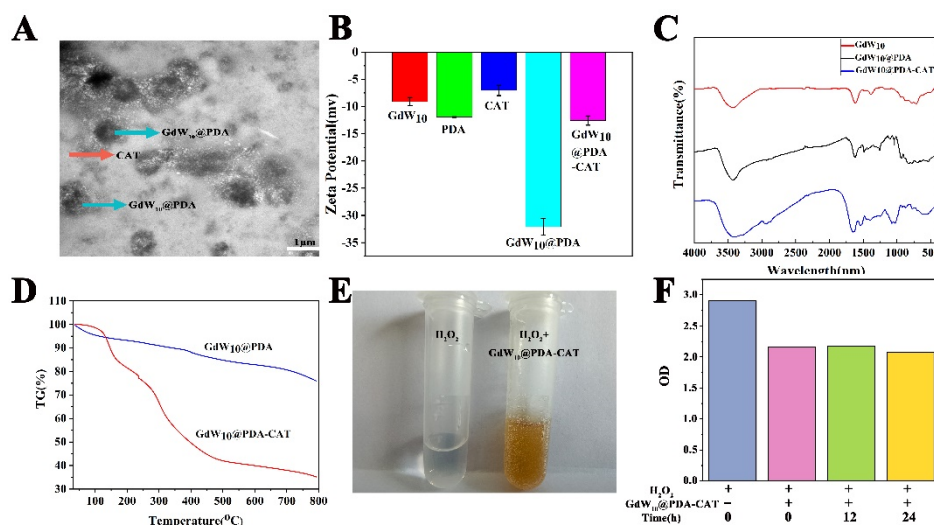 A
GdW10@PDA
CAT
GdW10@PDA
1μm
B
0
-5
-10
-15
-20
-25
-30
-35
Zeta Potential(mv)
GdW10
PDA
CAT
GdW10@PDA
GdW10
@PDA
-CAT
C
GdW10
GdW10@PDA
GdW10@PDA-CAT
Transmittance(%)
4000 3500 3000 2500 2000 1500 1000 500
Wavelength(nm)
D
110
100
90
80
70
60
50
40
30
TG(%)
GdW10@PDA
GdW10@PDA-CAT
100 200 300 400 500 600 700 800
Temperature(0C)
E
H2O2
H2O2+
GdW10@PDA-CAT
F
3.0
2.5
2.0
1.5
1.0
0.5
0.0
OD
H2O2 + + + +
GdW10@PDA-CAT − + + +
Time(h) 0 0 12 24